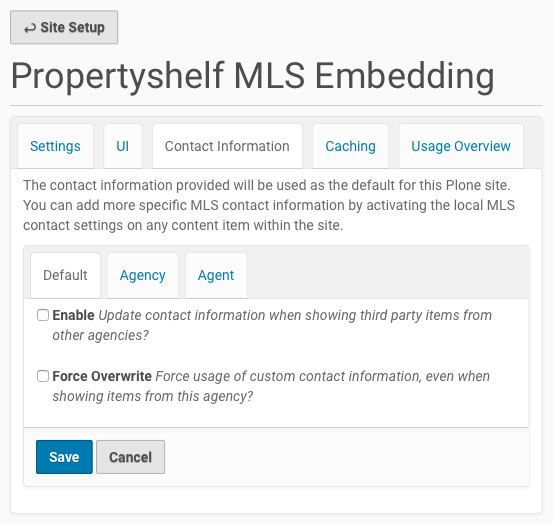 Site Setup
Propertyshelf MLS Embedding
Settings UI Contact Information Caching Usage Overview
The contact information provided will be used as the default for this Plone site.
You can add more specific MLS contact information by activating the local MLS
contact settings on any content item within the site.
Default Agency Agent
Enable Update contact information when showing third party items from
other agencies?
Force Overwrite Force usage of custom contact information, even when
showing items from this agency?
Save Cancel